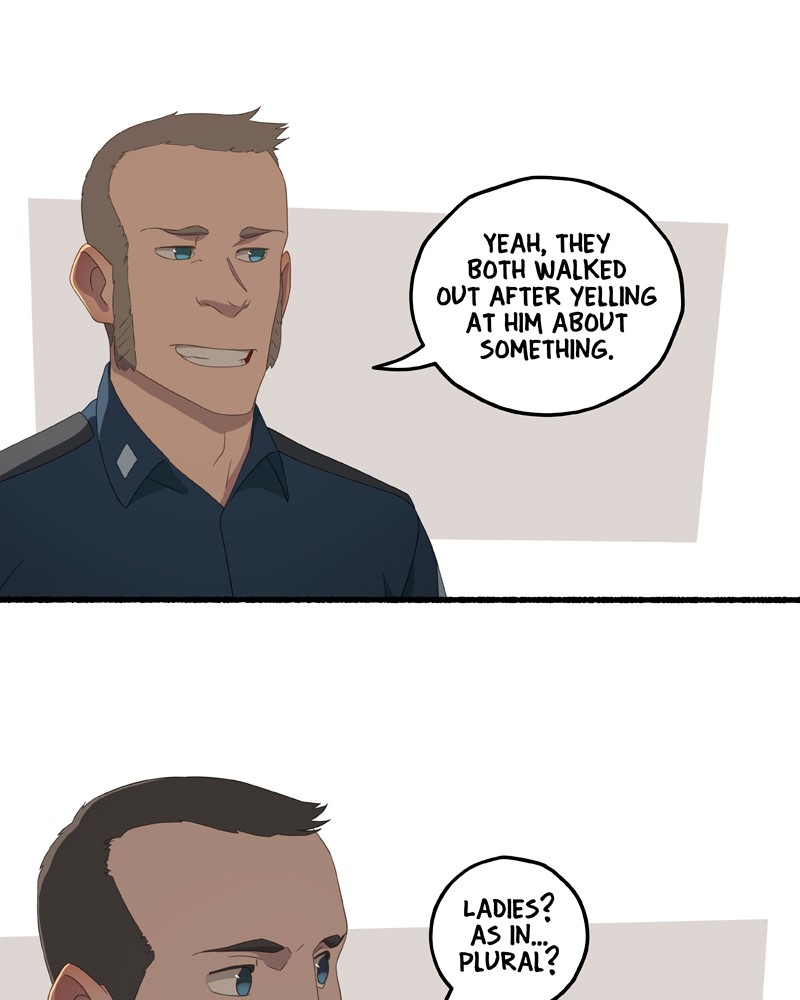 YEAH, THEY
BOTH WALKED
OUT AFTER YELLING
AT HIM ABOUT
SOMETHING.
LADIES?
AS IN...
PLURAL?